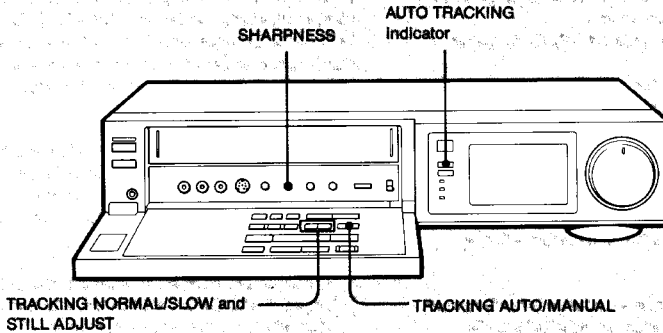 AUTO TRACKING
Indicator
SHARPNESS
TRACKING NORMAL/SLOW and
STILL ADJUST
TRACKING AUTO/MANUAL